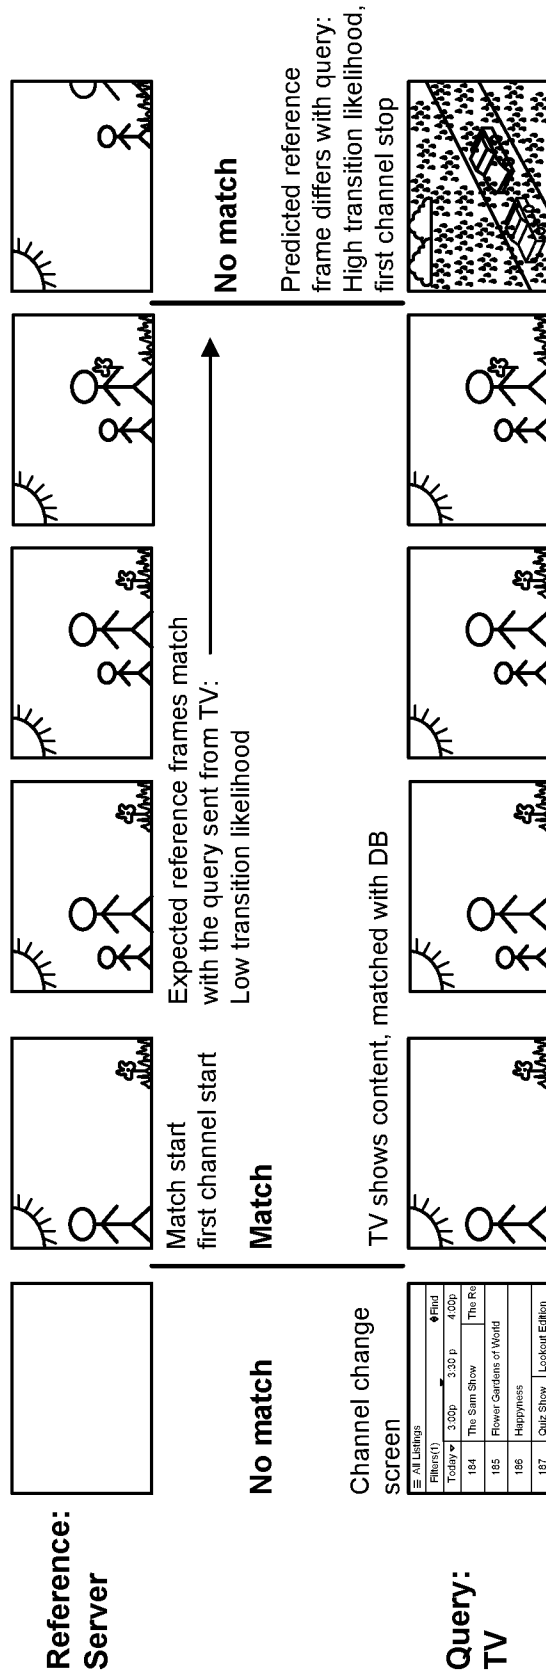 Reference:
Server
No match
Match start
first channel start
Match
Expected reference frames match
with the query sent from TV:
Low transition likelihood
No match
Predicted reference
frame differs with query:
High transition likelihood,
first channel stop
Channel change
screen
TV shows content, matched with DB
Query:
TV
All Listings
Filters(1) Find
Today 3:00p 3:30 p 4:00p
184 The Sam Show The Re
185 Flower Gardens of World
186 Happyness
187 Quiz Show Lookout Edition